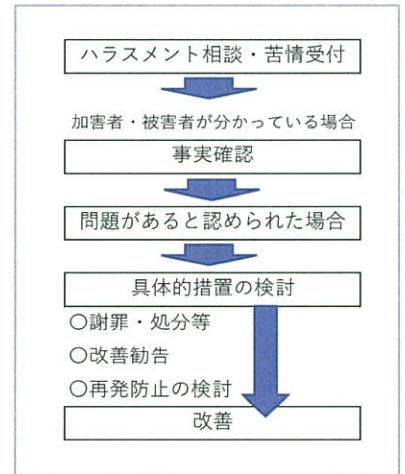 ハラスメント相談・苦情受付
加害者・被害者が分かっている場合
事実確認
問題があると認められた場合
具体的措置の検討
〇謝罪・処分等
〇改善勧告
〇再発防止の検討
改善